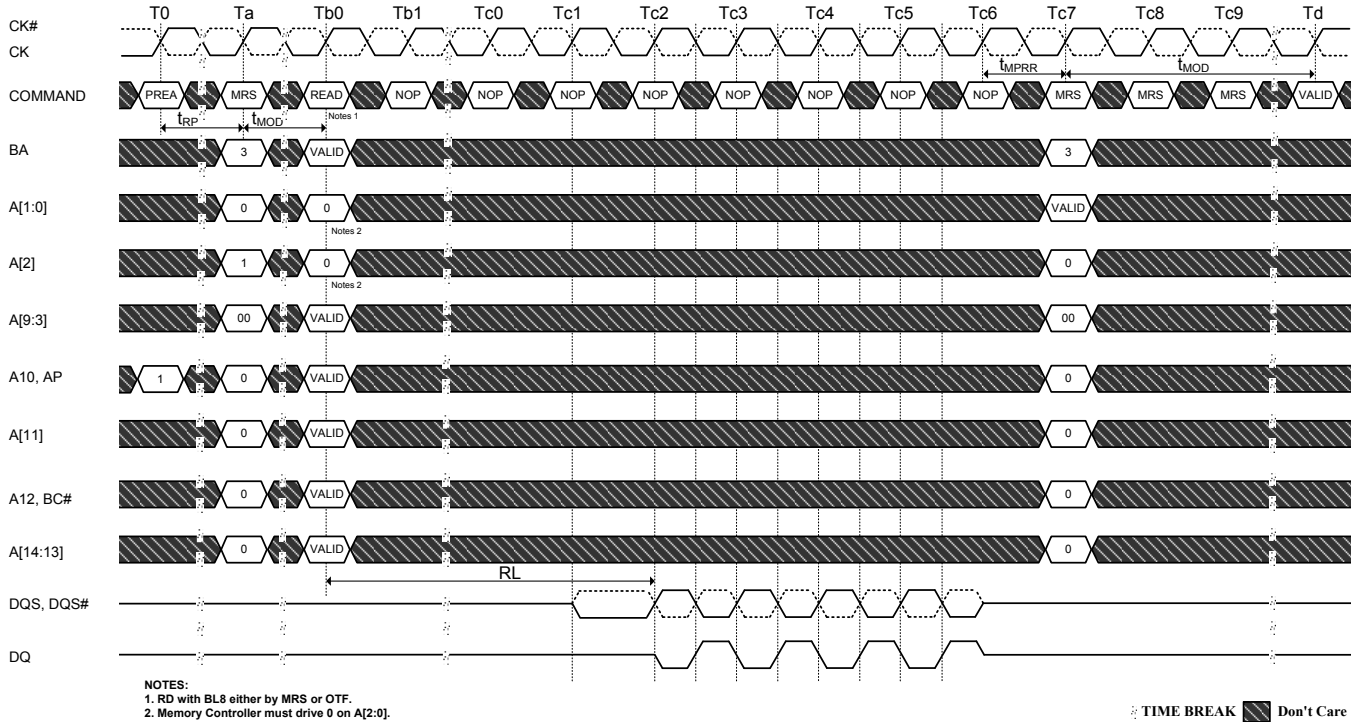 T0 Ta Tb0 Tb1 Tc0 Tc1 Tc2 Tc3 Tc4 Tc5 Tc6 Tc7 Tc8 Tc9 Td
CK#
CK
tMPRR tMOD
COMMAND PREA MRS READ NOP NOP NOP NOP NOP NOP NOP NOP MRS MRS MRS VALID
tRP tMOD Notes 1
BA 3 VALID 3
A[1:0] 0 0 VALID
Notes 2
A[2] 1 0 0
Notes 2
A[9:3] 00 VALID 00
A10, AP 1 0 VALID 0
A[11] 0 VALID 0
A12, BC# 0 VALID 0
A[14:13] 0 VALID 0
RL
DQS, DQS#
DQ
NOTES:
1. RD with BL8 either by MRS or OTF.
2. Memory Controller must drive 0 on A[2:0].
TIME BREAK Don't Care